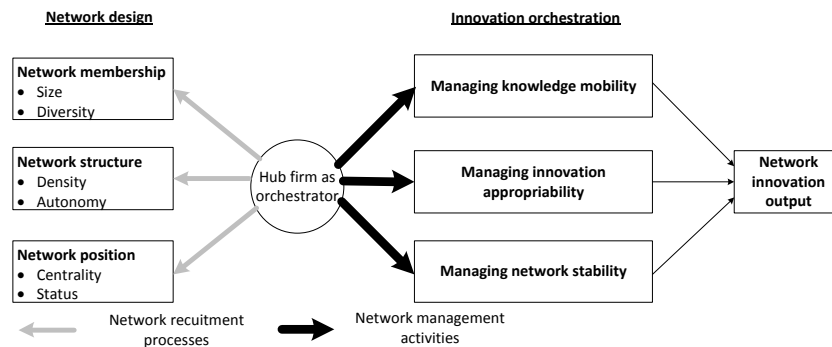 Network design
Innovation orchestration
Network membership
• Size
• Diversity
Network structure
• Density
• Autonomy
Network position
• Centrality
• Status
Hub firm as
orchestrator
Managing knowledge mobility
Managing innovation
appropriability
Managing network stability
Network
innovation
output
Network recuitment
processes
Network management
activities